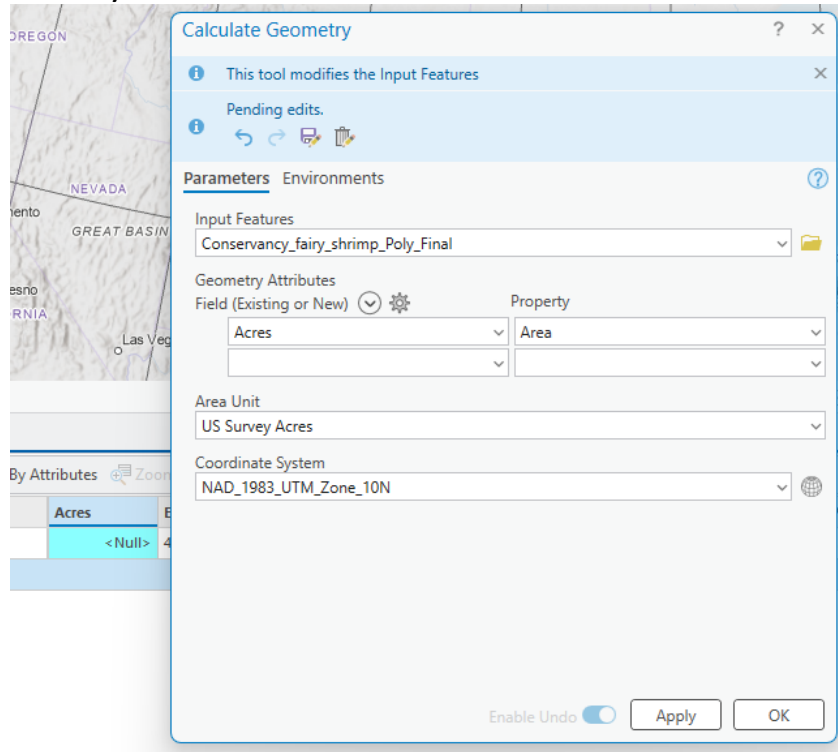 OREGON
NEVADA
GREAT BASIN
RNIA
Las Veg
Calculate Geometry ? ×
This tool modifies the Input Features ×
Pending edits.
Parameters Environments ?
Input Features
Conservancy_fairy_shrimp_Poly_Final
Geometry Attributes
Field (Existing or New) Property
Acres Area
Area Unit
US Survey Acres
Coordinate System
NAD_1983_UTM_Zone_10N
By Attributes Zoom
Acres E
<Null> 4
Enable Undo Apply OK